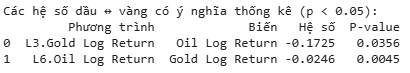 Các hệ số dầu ↔ vàng có ý nghĩa thống kê (p < 0.05):
Phương trình Biến Hệ số P-value
0 L3.Gold Log Return Oil Log Return -0.1725 0.0356
1 L6.Oil Log Return Gold Log Return -0.0246 0.0045